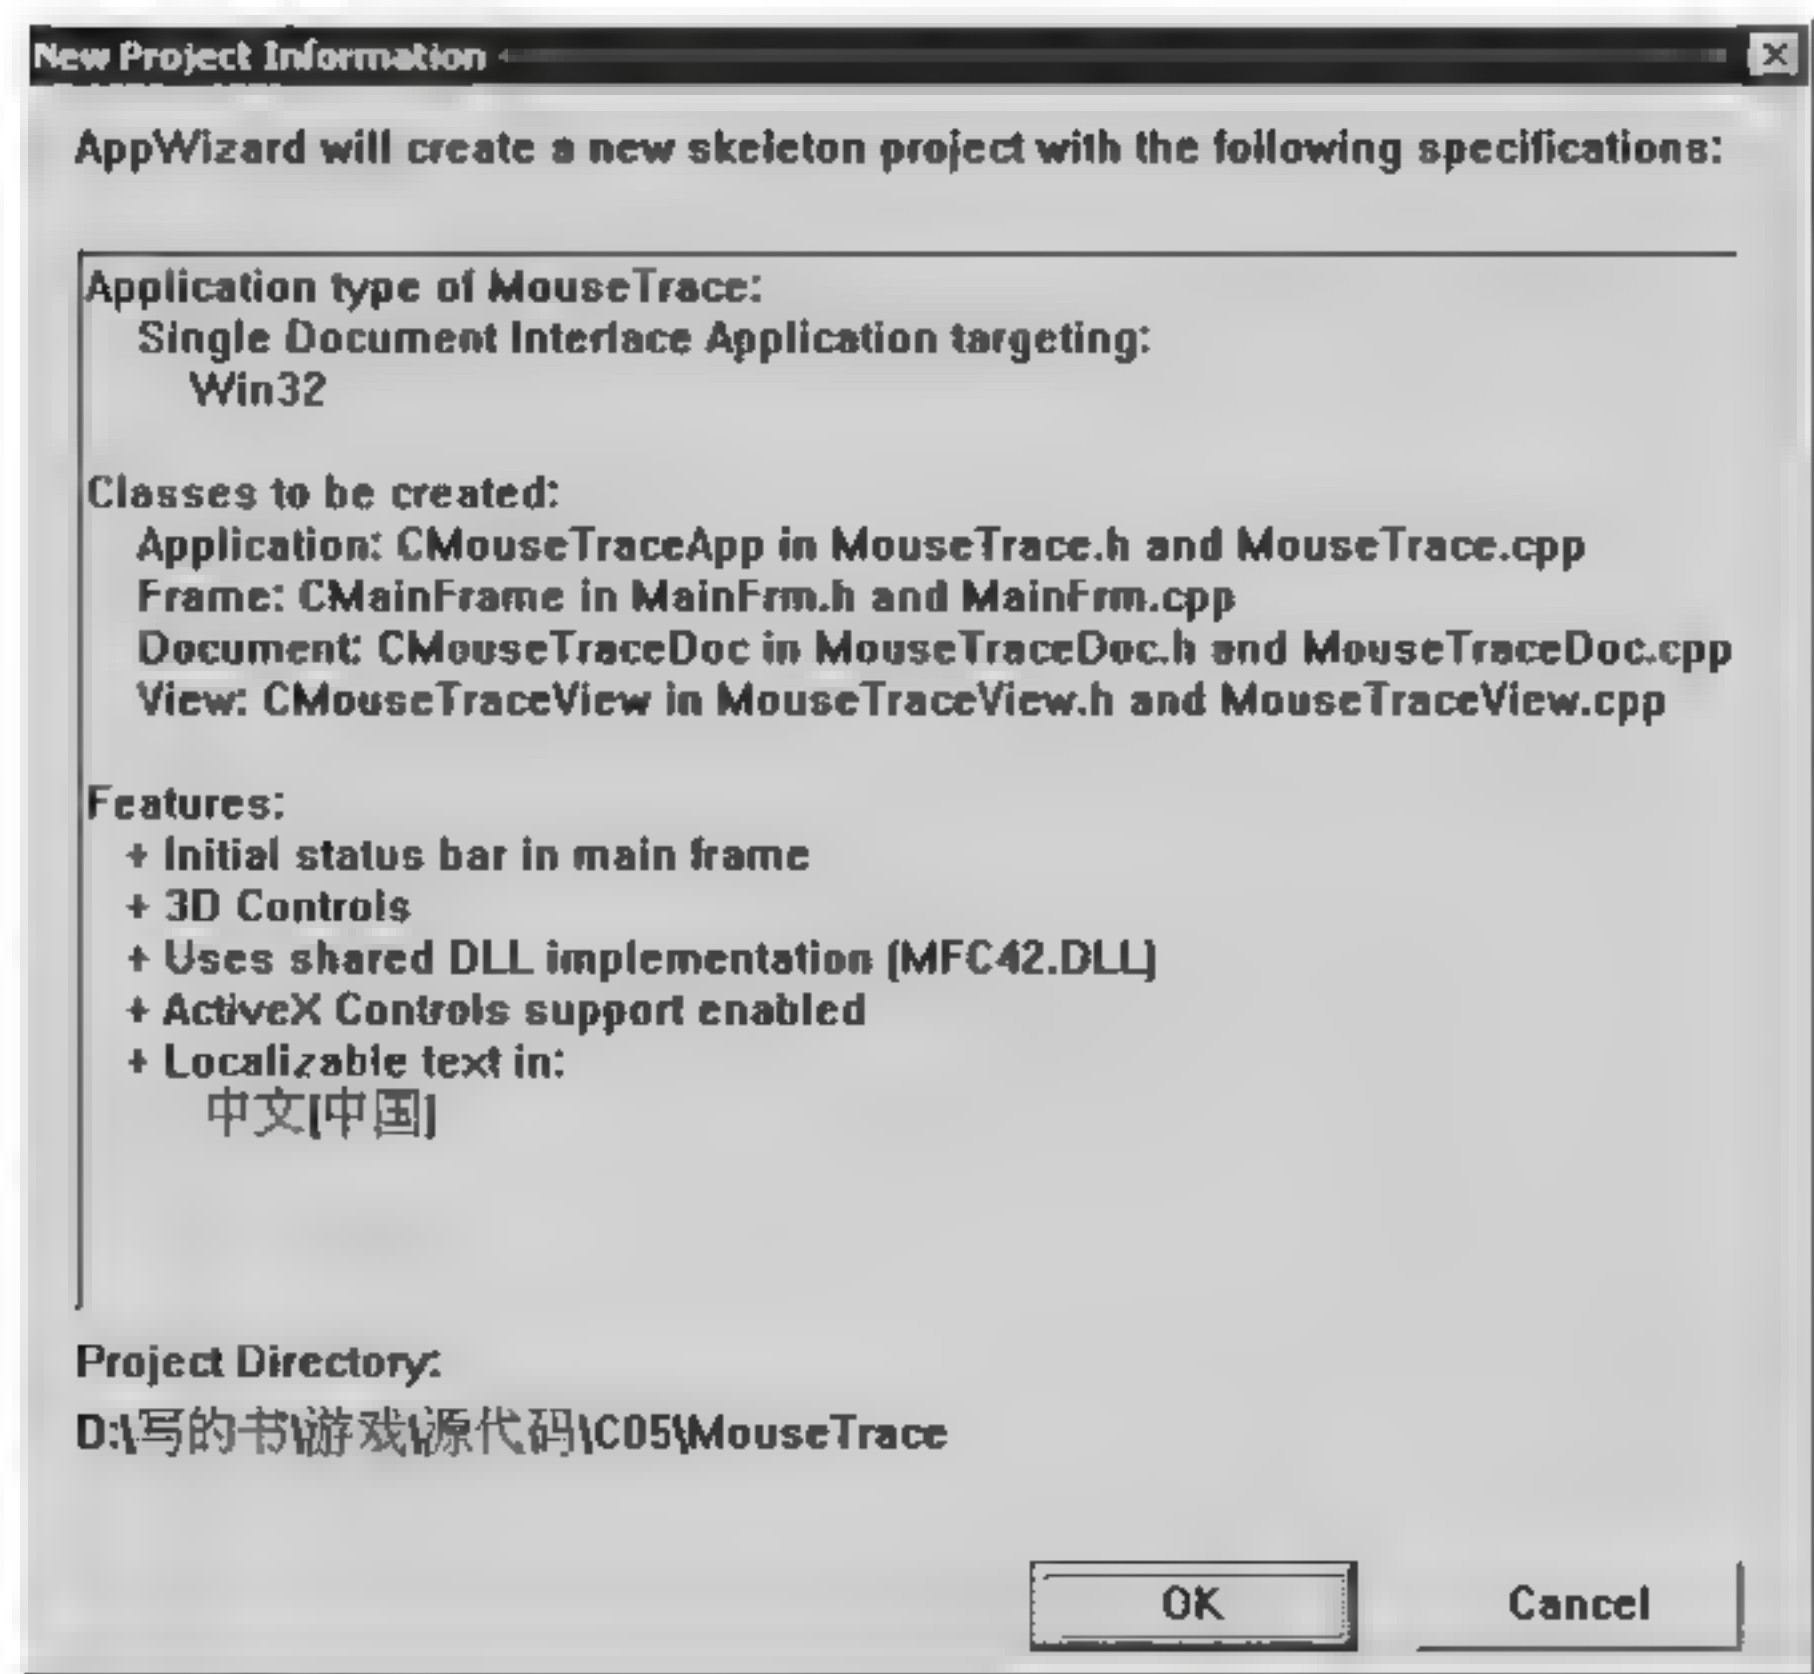 New Project Information
AppWizard will create a new skeleton project with the following specifications:
Application type of MouseTrace:
Single Document Interface Application targeting:
Win32
Classes to be created:
Application: CMouseTraceApp in MouseTrace.h and MouseTrace.cpp
Frame: CMainFrame in MainFrm.h and MainFrm.cpp
Document: CMouseTraceDoc in MouseTraceDoc.h and MouseTraceDoc.cpp
View: CMouseTraceView in MouseTraceView.h and MouseTraceView.cpp
Features:
+ Initial status bar in main frame
+ 3D Controls
+ Uses shared DLL implementation (MFC42.DLL)
+ ActiveX Controls support enabled
+ Localizable text in:
中文[中国]
Project Directory:
D:\写的书\游戏\源代码\C05\MouseTrace
OK Cancel